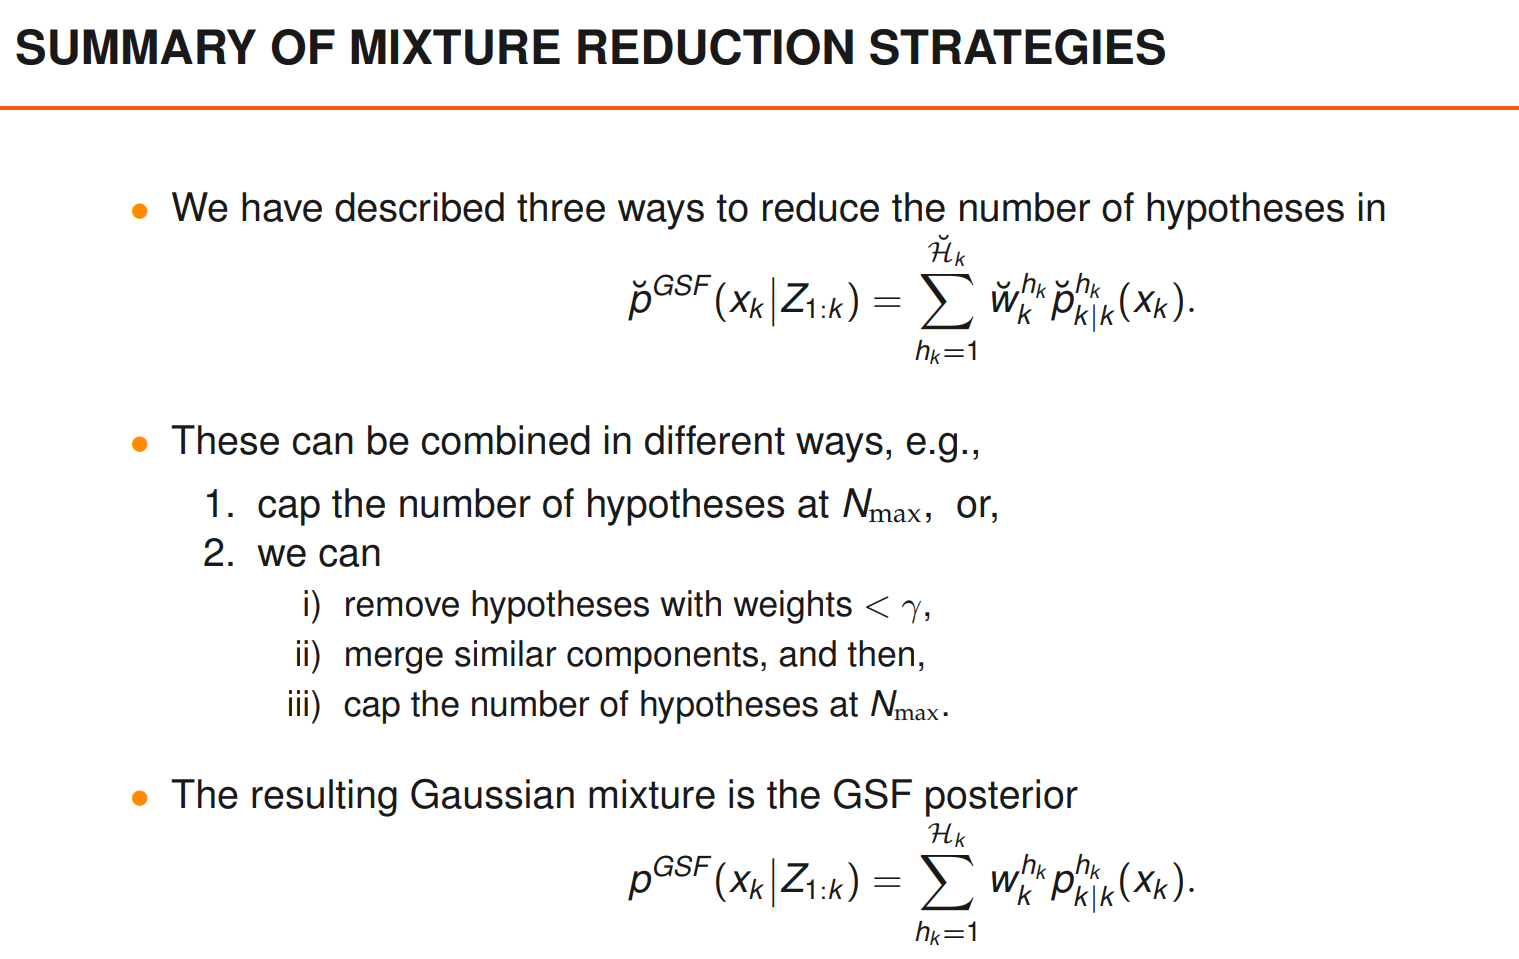 SUMMARY OF MIXTURE REDUCTION STRATEGIES
• We have described three ways to reduce the number of hypotheses in
$\breve{p}^{GSF}(x_k|Z_{1:k}) = \sum_{h_k=1}^{\breve{\mathcal{H}}_k} \breve{w}_k^{h_k} \breve{p}_{k|k}^{h_k}(x_k).$
• These can be combined in different ways, e.g.,
1. cap the number of hypotheses at $N_{\max}$, or,
2. we can
i) remove hypotheses with weights < γ,
ii) merge similar components, and then,
iii) cap the number of hypotheses at $N_{\max}$.
• The resulting Gaussian mixture is the GSF posterior
$p^{GSF}(x_k|Z_{1:k}) = \sum_{h_k=1}^{\mathcal{H}_k} w_k^{h_k} p_{k|k}^{h_k}(x_k).$